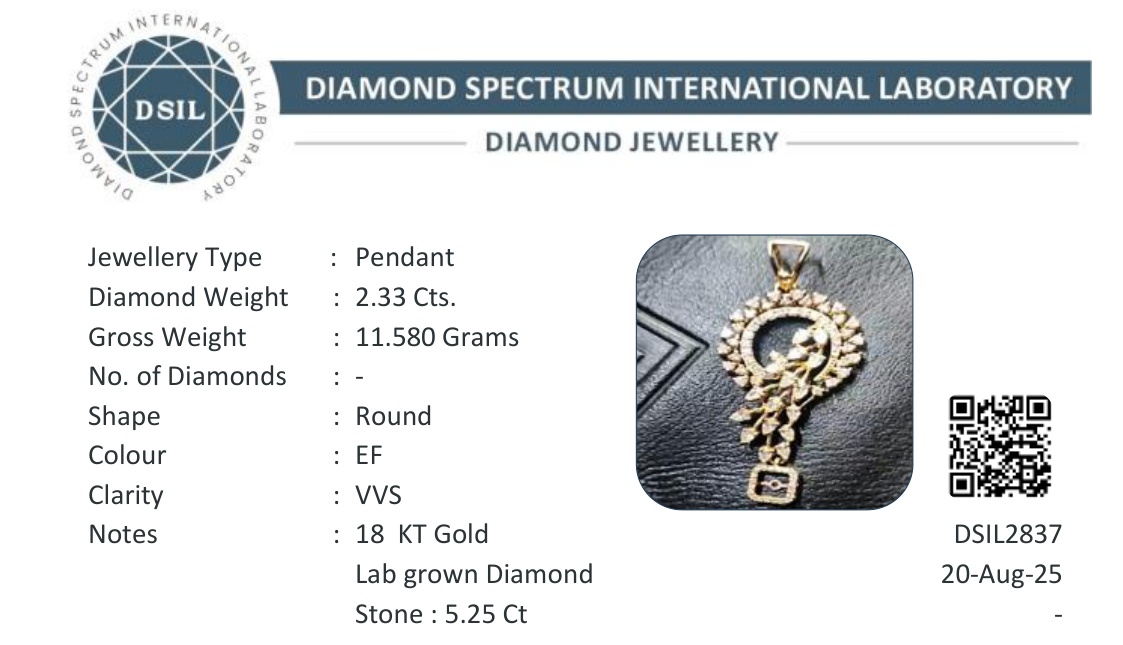 DIAMOND SPECTRUM INTERNATIONAL LABORATORY
DSIL
DIAMOND SPECTRUM INTERNATIONAL LABORATORY
DIAMOND JEWELLERY
Jewellery Type : Pendant
Diamond Weight : 2.33 Cts.
Gross Weight : 11.580 Grams
No. of Diamonds : -
Shape : Round
Colour : EF
Clarity : VVS
Notes : 18 KT Gold
Lab grown Diamond
Stone : 5.25 Ct
DSIL2837
20-Aug-25
-